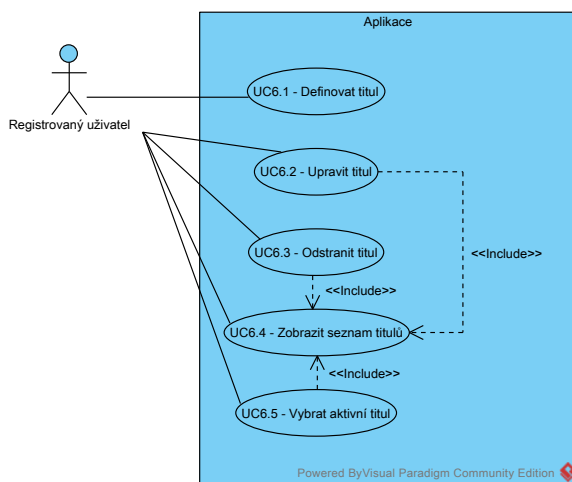 Aplikace
UC6.1 - Definovat titul
Registrovaný uživatel
UC6.2 - Upravit titul
UC6.3 - Odstranit titul
<<Include>>
<<Include>>
UC6.4 - Zobrazit seznam titulů
<<Include>>
UC6.5 - Vybrat aktivní titul
Powered ByVisual Paradigm Community Edition